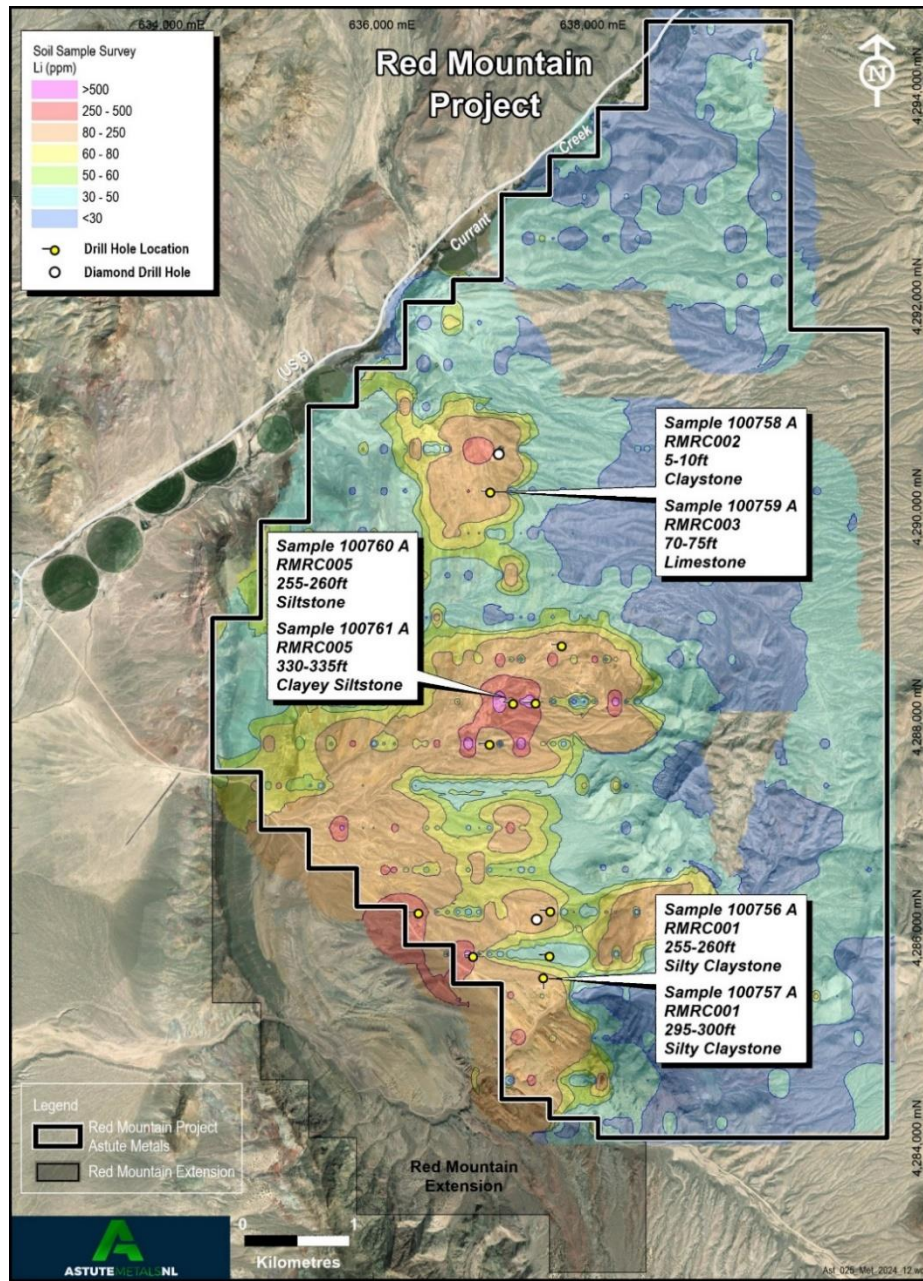 634,000 mE
636,000 mE
638,000 mE
Soil Sample Survey
Li (ppm)
>500
250 - 500
80 - 250
60 - 80
50 - 60
30 - 50
<30
Drill Hole Location
Diamond Drill Hole
Red Mountain
Project
N
4,294,000 mN
Creek
Currant
(US 6)
4,292,000 mN
Sample 100758 A
RMRC002
5-10ft
Claystone
Sample 100759 A
RMRC003
70-75ft
Limestone
4,290,000 mN
Sample 100760 A
RMRC005
255-260ft
Siltstone
Sample 100761 A
RMRC005
330-335ft
Clayey Siltstone
4,288,000 mN
4,286,000 mN
Sample 100756 A
RMRC001
255-260ft
Silty Claystone
Sample 100757 A
RMRC001
295-300ft
Silty Claystone
4,284,000 mN
Legend
Red Mountain Project
Astute Metals
Red Mountain Extension
Red Mountain
Extension
0
1
Kilometres
ASTUTEMETALSNL